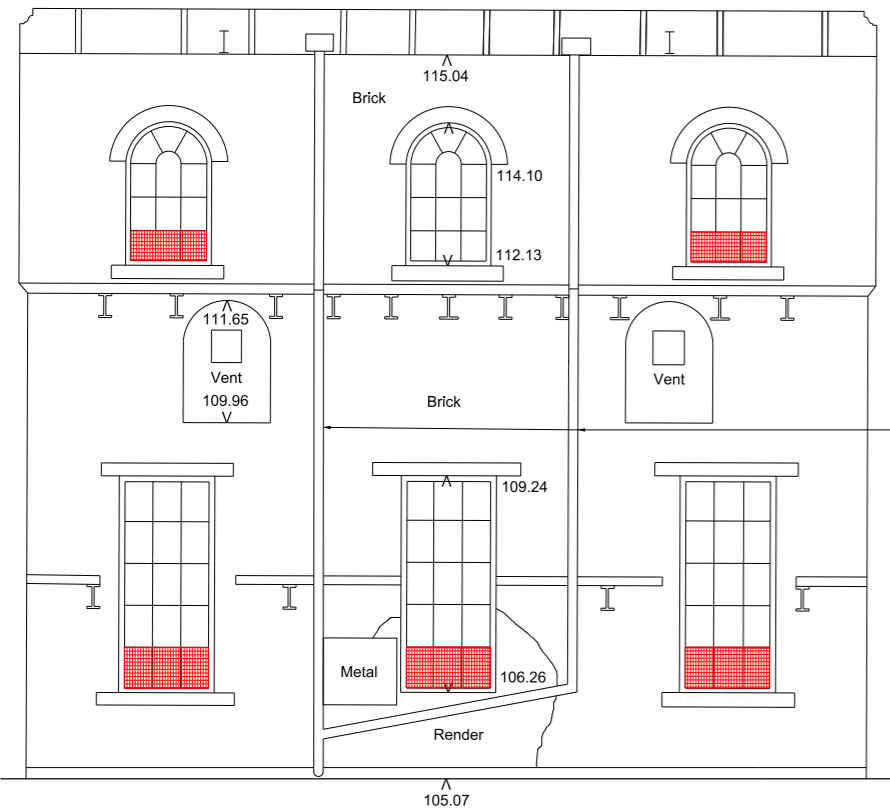 115.04
Brick
114.10
112.13
111.65
Vent
Vent
109.96
Brick
109.24
Metal
106.26
Render
105.07